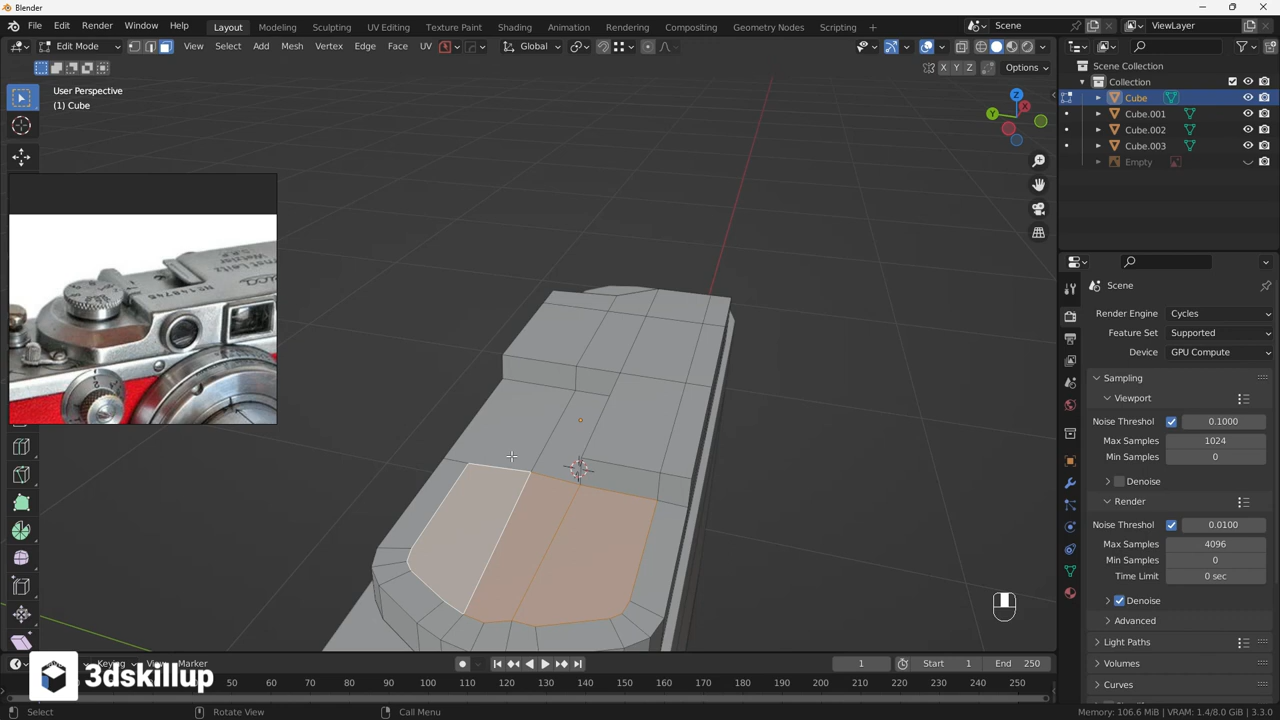 Blender
File Edit Render Window Help Layout Modeling Sculpting UV Editing Texture Paint Shading Animation Rendering Compositing Geometry Nodes Scripting + Scene ViewLayer
Edit Mode View Select Add Mesh Vertex Edge Face UV Global
X Y Z Options
User Perspective
(1) Cube
Scene Collection
Collection
Cube
Cube.001
Cube.002
Cube.003
Empty
Z
X
Y
Scene
Render Engine Cycles
Feature Set Supported
Device GPU Compute
Sampling
Viewport
Noise Threshol 0.1000
Max Samples 1024
Min Samples 0
Denoise
Render
Noise Threshol 0.0100
Max Samples 4096
Min Samples 0
Time Limit 0 sec
Denoise
Advanced
Light Paths
Volumes
Curves
View Marker 1 Start 1 End 250
3dskillup
50 60 70 80 90 100 110 120 130 140 150 160 170 180 190 200 210 220 230 240 250
Select Rotate View Call Menu Memory: 106.6 MiB | VRAM: 1.4/8.0 GiB | 3.3.0